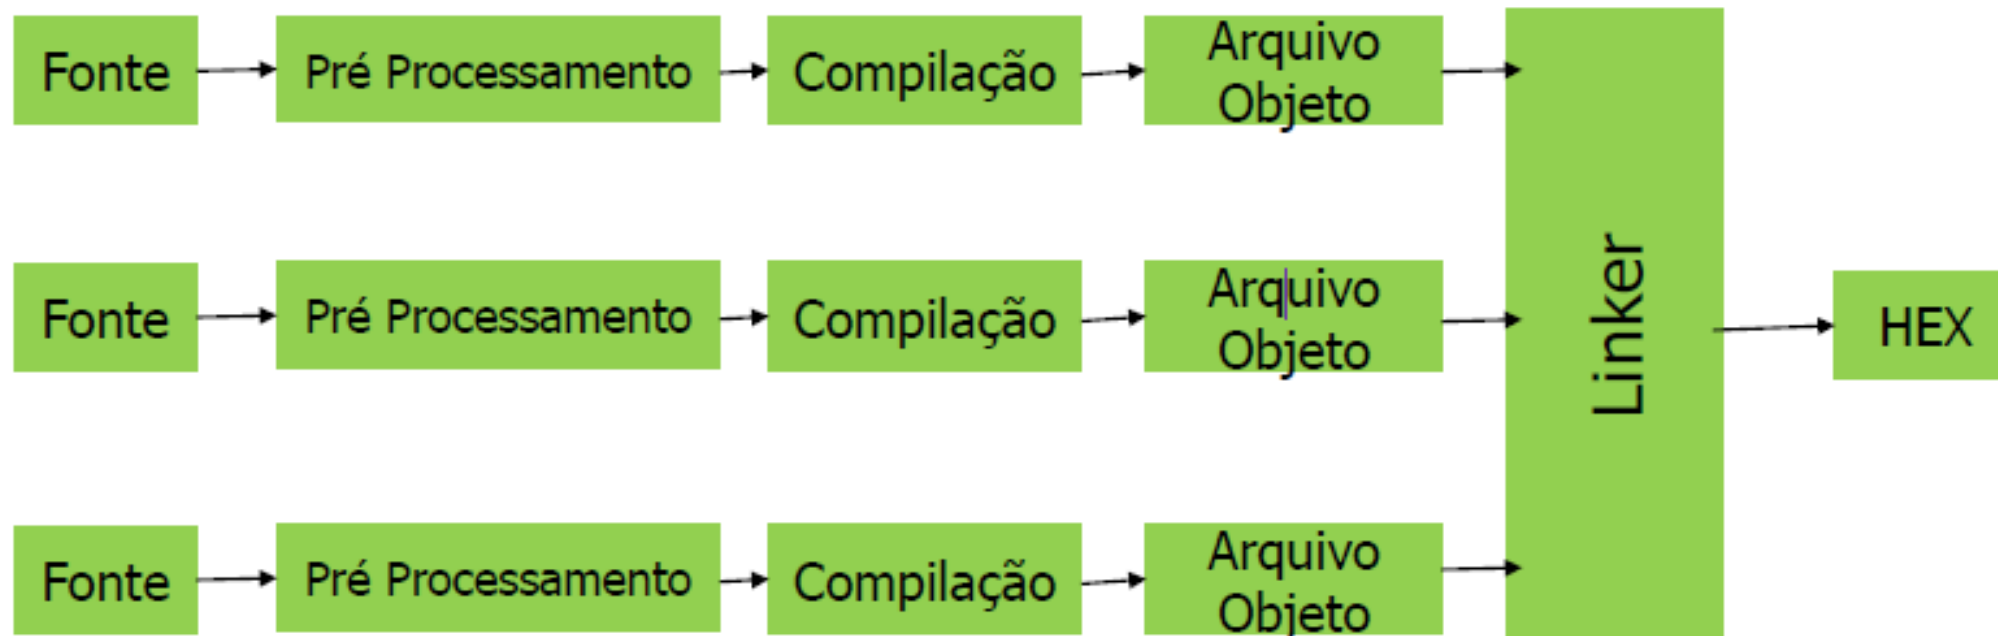 Fonte
Pré Processamento
Compilação
Arquivo
Objeto
Fonte
Pré Processamento
Compilação
Arquivo
Objeto
Fonte
Pré Processamento
Compilação
Arquivo
Objeto
Linker
HEX